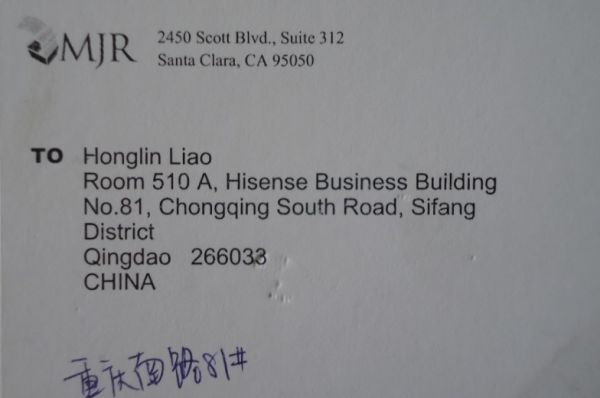 MJR
2450 Scott Blvd., Suite 312
Santa Clara, CA 95050
TO Honglin Liao
Room 510 A, Hisense Business Building
No.81, Chongqing South Road, Sifang
District
Qingdao 266033
CHINA
重庆南路81#